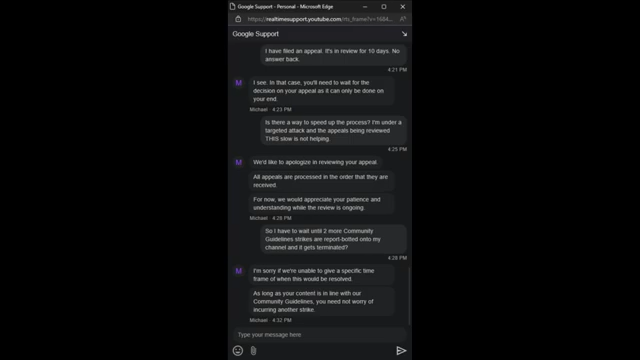 Google Support - Personal - Microsoft Edge
https://realtimesupport.youtube.com/rts_frame?v=1684...
Google Support
I have filed an appeal. It's in review for 10 days. No
answer back.
4:21 PM
M
I see. In that case, you'll need to wait for the
decision on your appeal as it can only be done on
your end.
Michael 4:23 PM
Is there a way to speed up the process? I'm under a
targeted attack and the appeals being reviewed
THIS slow is not helping.
4:25 PM
M
We'd like to apologize in reviewing your appeal
All appeals are processed in the order that they are
received.
For now, we would appreciate your patience and
understanding while the review is ongoing.
Michael 4:28 PM
So I have to wait until 2 more Community
Guidelines strikes are report-botted onto my
channel and it gets terminated?
4:28 PM
M
I'm sorry if we're unable to give a specific time
frame of when this would be resolved.
As long as your content is in line with our
Community Guidelines, you need not worry of
incurring another strike.
Michael 4:32 PM
Type your message here